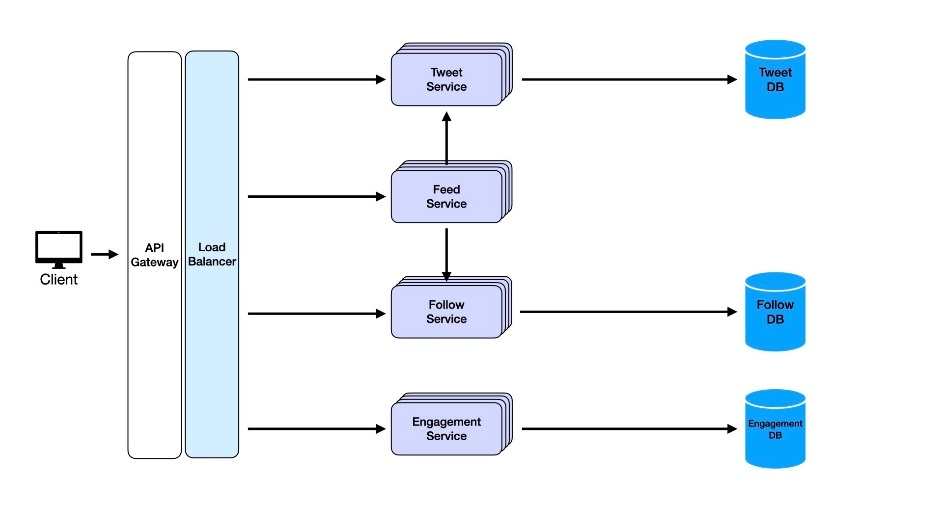 Client
API
Gateway
Load
Balancer
Tweet
Service
Feed
Service
Follow
Service
Engagement
Service
Tweet
DB
Follow
DB
Engagement
DB